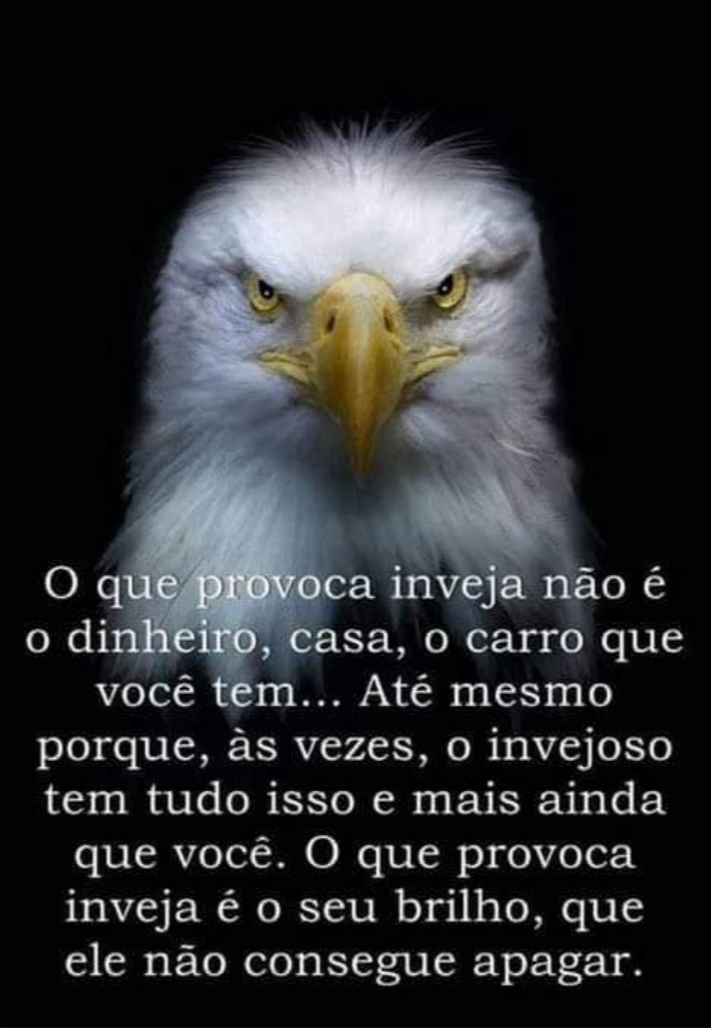 O que provoca inveja não é
o dinheiro, casa, o carro que
você tem... Até mesmo
porque, às vezes, o invejoso
tem tudo isso e mais ainda
que você. O que provoca
inveja é o seu brilho, que
ele não consegue apagar.